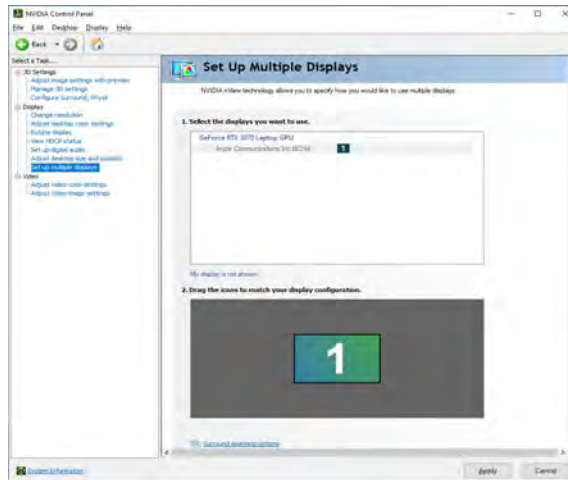 NVIDIA Control Panel
File Edit Desktop Display Help
Back
Select a Task...
3D Settings
Adjust image settings with preview
Manage 3D settings
Configure Surround, PhysX
Display
Change resolution
Adjust desktop color settings
Rotate display
View HDCP status
Set up digital audio
Adjust desktop size and position
Set up multiple displays
Video
Adjust video color settings
Adjust video image settings
Set Up Multiple Displays
NVIDIA nView technology allows you to specify how you would like to use multiple displays.
1. Select the displays you want to use.
GeForce RTX 3070 Laptop GPU
Communications Inc
1
My display is not shown...
2. Drag the icons to match your display configuration.
1
System Information
Apply
Cancel